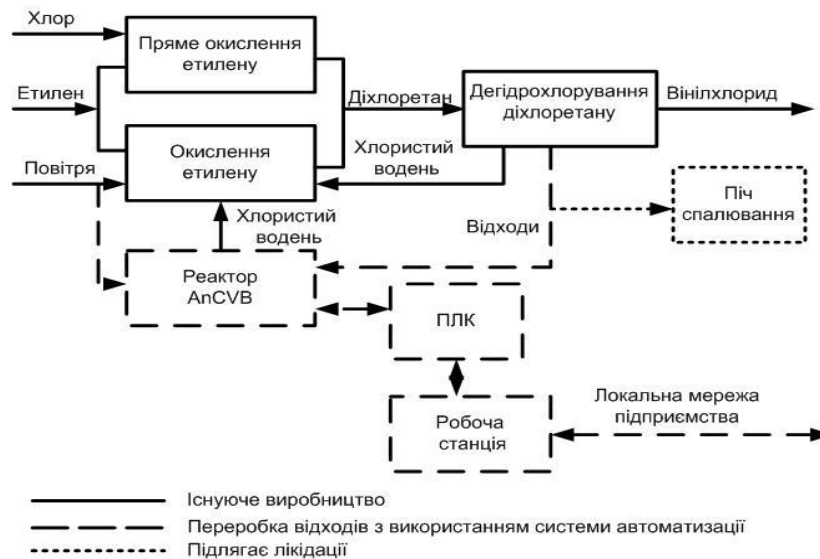 Хлор
Пряме окислення
етилену
Етилен
Діхлоретан
Дегідрохлорування
діхлоретану
Вінілхлорид
Повітря
Окислення
етилену
Хлористий
водень
Хлористий
водень
Відходи
Піч
спалювання
Реактор
AnCVB
ПЛК
Робоча
станція
Локальна мережа
підприємства
Існуюче виробництво
Переробка відходів з використанням системи автоматизації
Підлягає лікідації